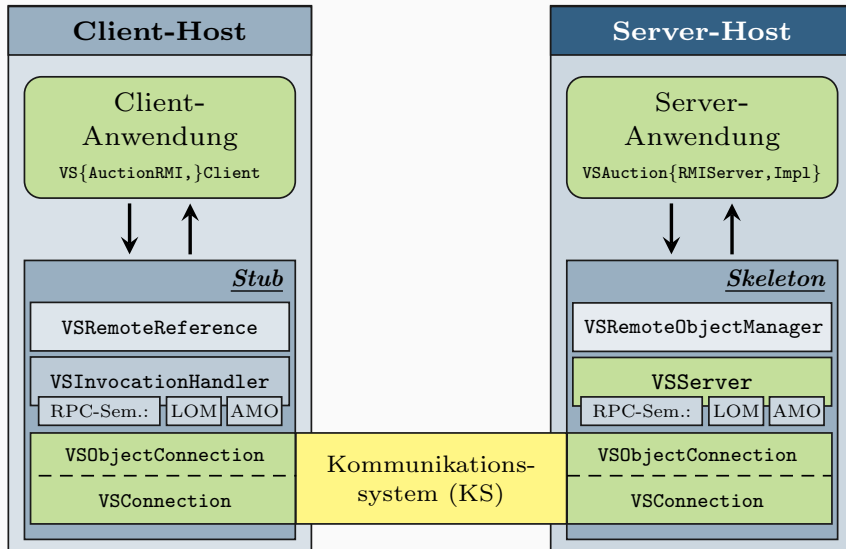 Client-Host
Client-
Anwendung
VS{AuctionRMI,}Client
Stub
VSRemoteReference
VSInvocationHandler
RPC-Sem.: LOM AMO
VSObjectConnection
VSConnection
Kommunikations-
system (KS)
Server-Host
Server-
Anwendung
VSAuction{RMIServer,Impl}
Skeleton
VSRemoteObjectManager
VSServer
RPC-Sem.: LOM AMO
VSObjectConnection
VSConnection